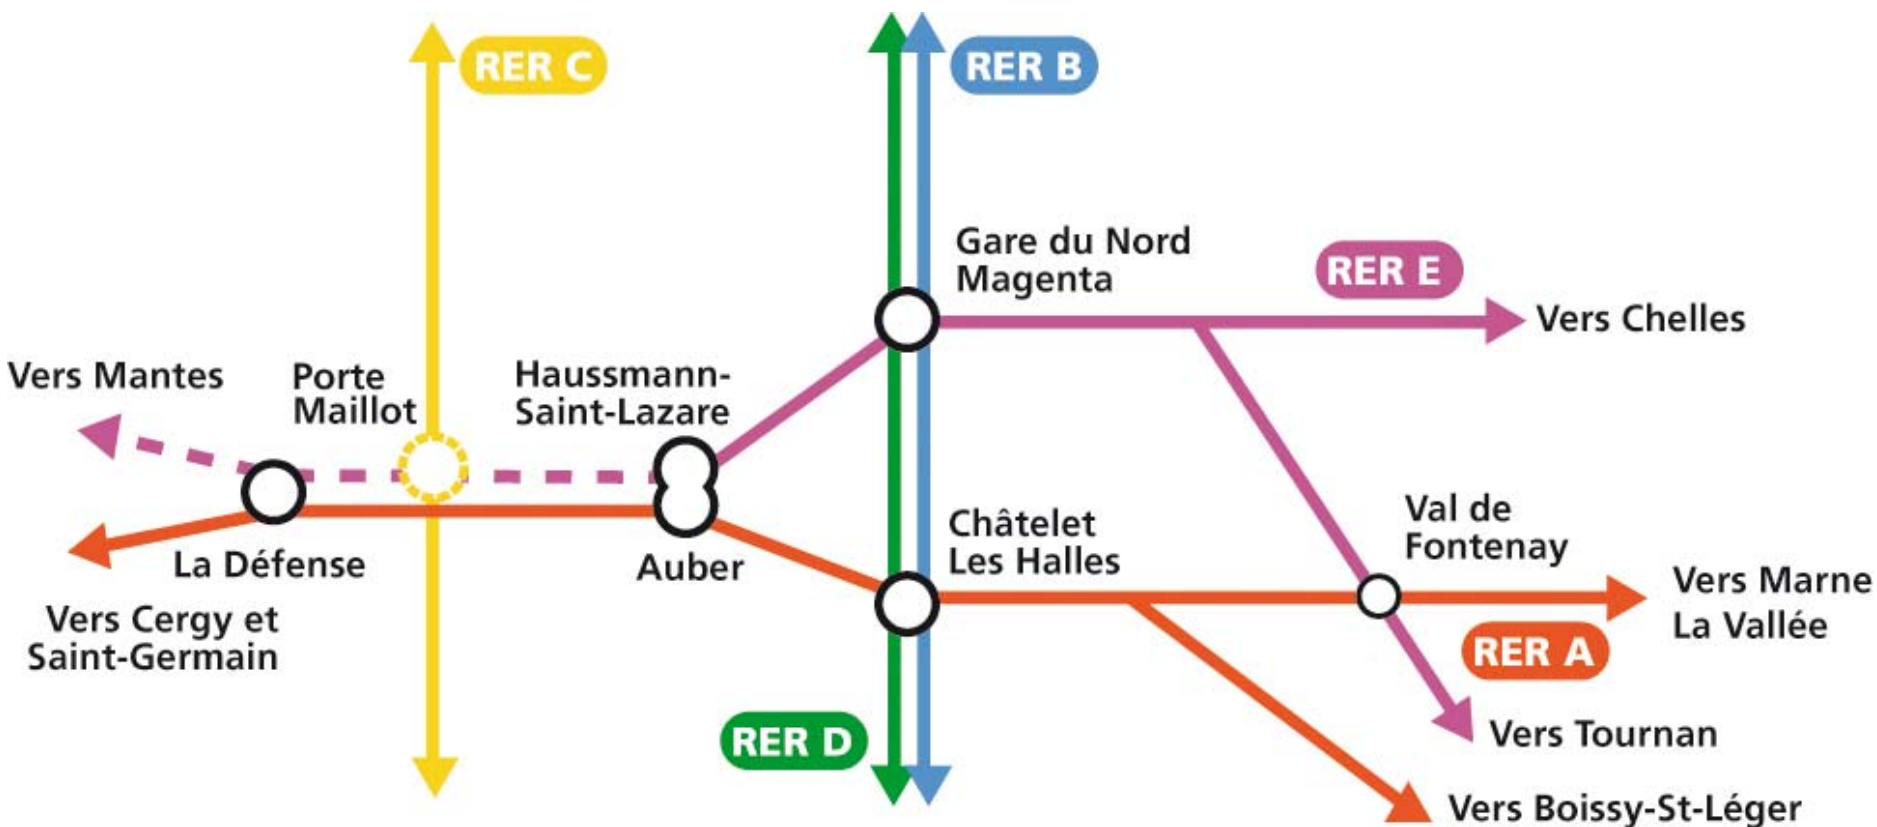 RER C
RER B
Gare du Nord
Magenta
RER E
Vers Chelles
Vers Mantes
Porte
Maillot
Haussmann-
Saint-Lazare
Châtelet
Les Halles
Val de
Fontenay
La Défense
Auber
Vers Marne
La Vallée
Vers Cergy et
Saint-Germain
RER A
RER D
Vers Tournan
Vers Boissy-St-Léger